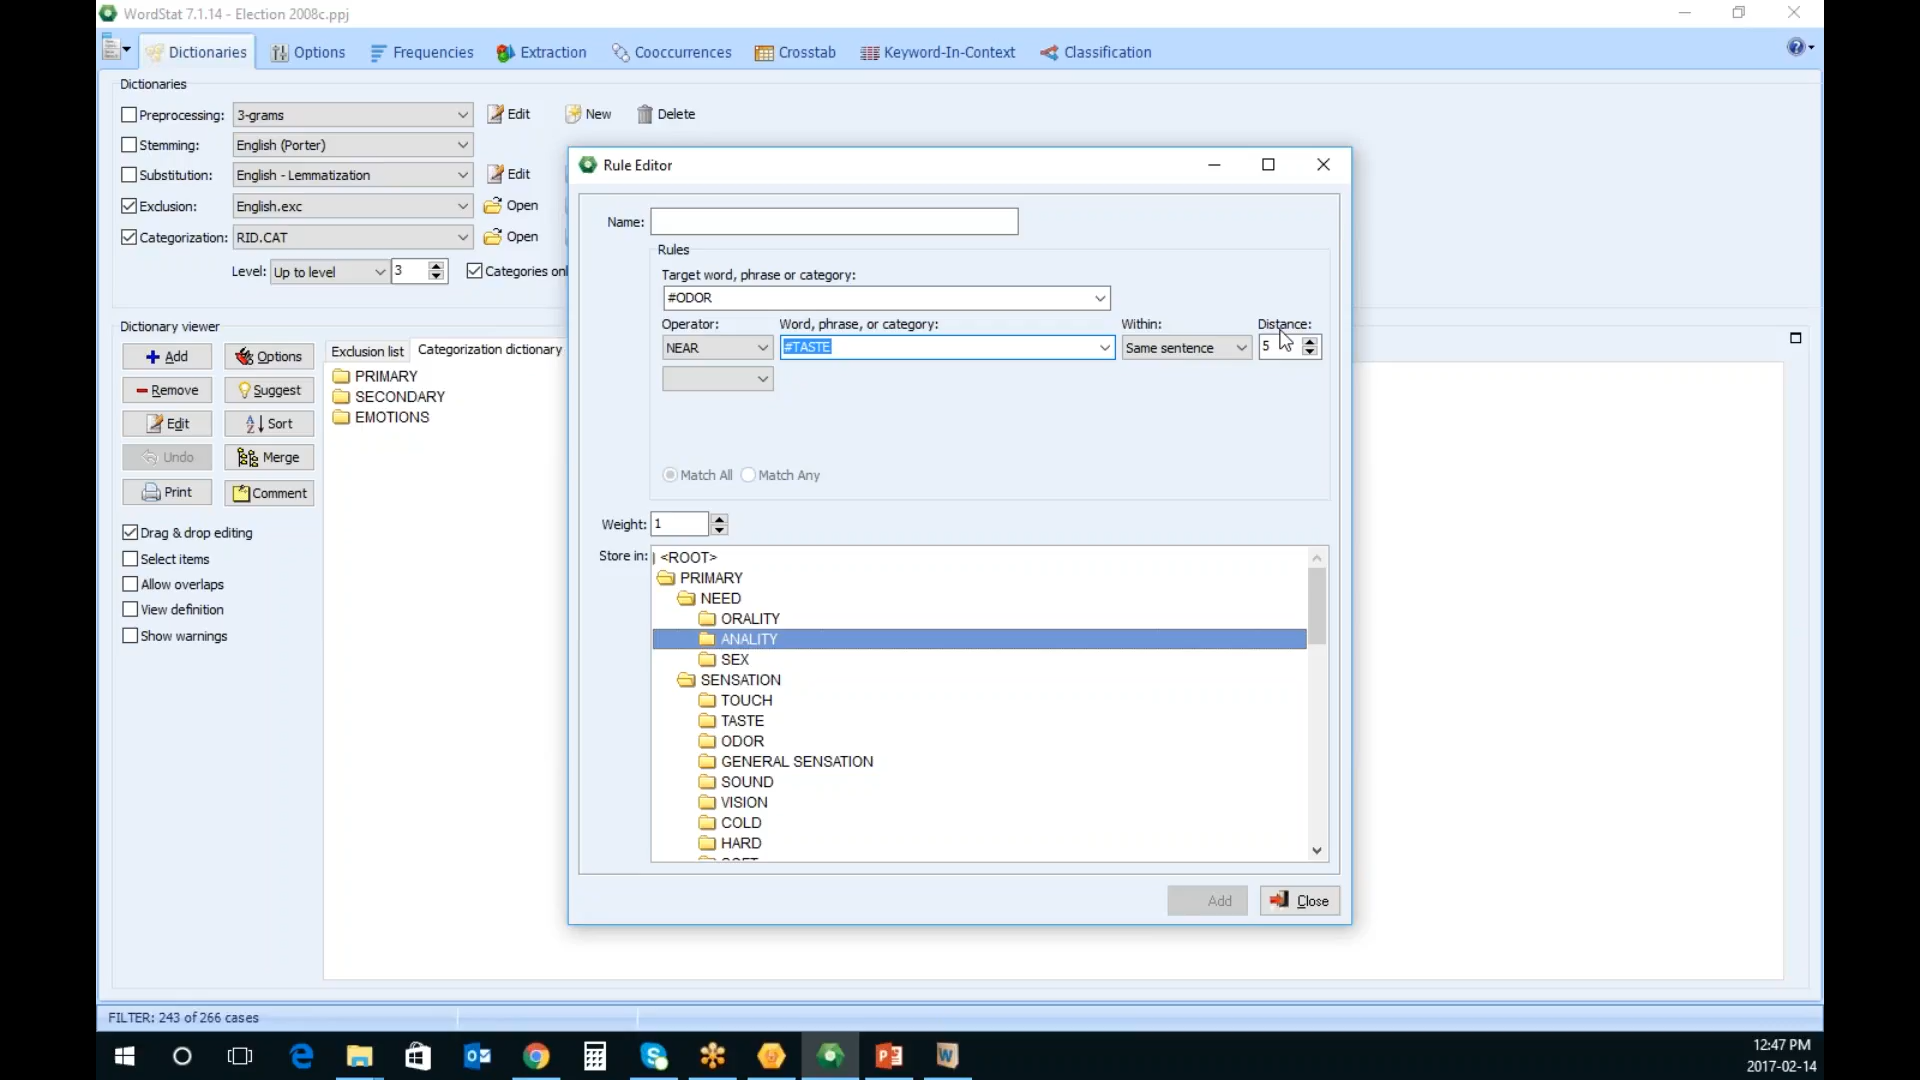 WordStat 7.1.14 - Election 2008c.ppj
Dictionaries Options Frequencies Extraction Cooccurrences Crosstab Keyword-In-Context Classification
Dictionaries
Preprocessing: 3-grams Edit New Delete
Stemming: English (Porter)
Substitution: English - Lemmatization Edit
Exclusion: English.exc Open
Categorization: RID.CAT Open
Level: Up to level 3 Categories onl
Dictionary viewer
Add Options
Remove Suggest
Edit Sort
Undo Merge
Print Comment
Drag & drop editing
Select items
Allow overlaps
View definition
Show warnings
Exclusion list Categorization dictionary
PRIMARY
SECONDARY
EMOTIONS
Rule Editor
Name:
Rules
Target word, phrase or category:
#ODOR
Operator: Word, phrase, or category: Within: Distance:
NEAR #TASTE Same sentence 5
Match All Match Any
Weight: 1
Store in: <ROOT>
PRIMARY
NEED
ORALITY
ANALITY
SEX
SENSATION
TOUCH
TASTE
ODOR
GENERAL SENSATION
SOUND
VISION
COLD
HARD
Add Close
FILTER: 243 of 266 cases
12:47 PM
2017-02-14